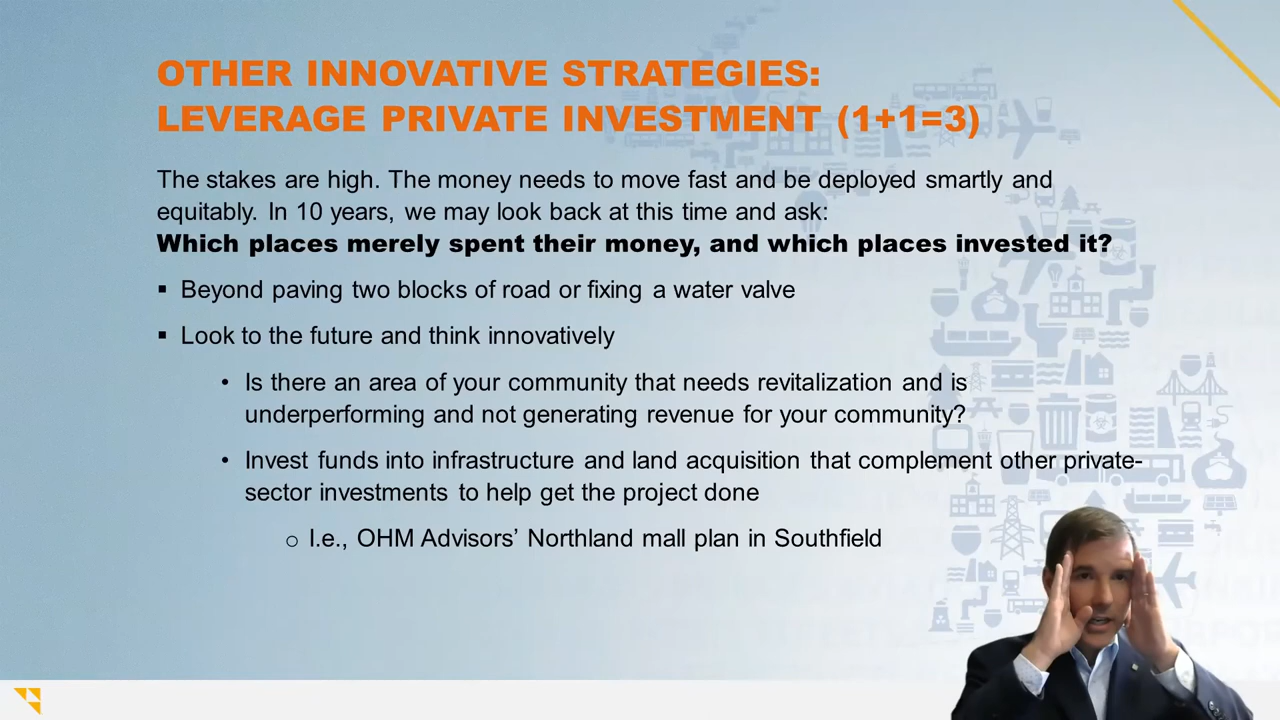 OTHER INNOVATIVE STRATEGIES:
LEVERAGE PRIVATE INVESTMENT (1+1=3)
The stakes are high. The money needs to move fast and be deployed smartly and
equitably. In 10 years, we may look back at this time and ask:
Which places merely spent their money, and which places invested it?
▪ Beyond paving two blocks of road or fixing a water valve
▪ Look to the future and think innovatively
• Is there an area of your community that needs revitalization and is
underperforming and not generating revenue for your community?
• Invest funds into infrastructure and land acquisition that complement other private-
sector investments to help get the project done
o I.e., OHM Advisors’ Northland mall plan in Southfield